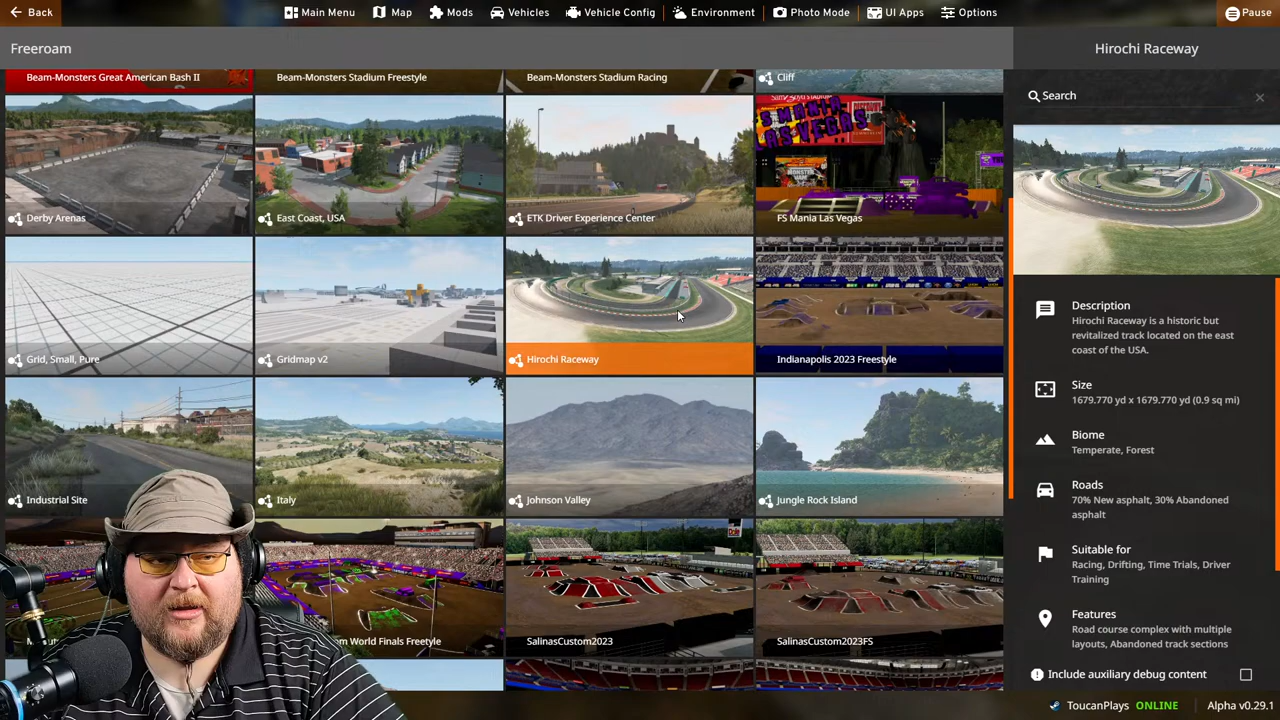 Back
Main Menu
Map
Mods
Vehicles
Vehicle Config
Environment
Photo Mode
UI Apps
Options
Pause
Freeroam
Hirochi Raceway
Beam-Monsters Great American Bash II
Beam-Monsters Stadium Freestyle
Beam-Monsters Stadium Racing
Cliff
Search
Derby Arenas
East Coast, USA
ETK Driver Experience Center
FS Mania Las Vegas
Grid, Small, Pure
Gridmap v2
Hirochi Raceway
Indianapolis 2023 Freestyle
Industrial Site
Italy
Johnson Valley
Jungle Rock Island
World Finals Freestyle
SalinasCustom2023
SalinasCustom2023FS
Description
Hirochi Raceway is a historic but
revitalized track located on the east
coast of the USA.
Size
1679.770 yd x 1679.770 yd (0.9 sq mi)
Biome
Temperate, Forest
Roads
70% New asphalt, 30% Abandoned
asphalt
Suitable for
Racing, Drifting, Time Trials, Driver
Training
Features
Road course complex with multiple
layouts, Abandoned track sections
Include auxiliary debug content
ToucanPlays ONLINE
Alpha v0.29.1